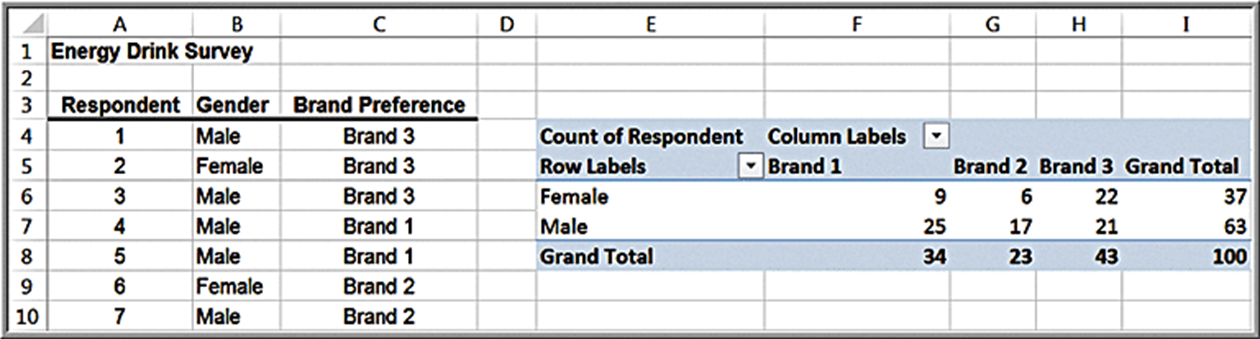 A B C D E F G H I
1 Energy Drink Survey
2
3 Respondent Gender Brand Preference
4 1 Male Brand 3 Count of Respondent Column Labels
5 2 Female Brand 3 Row Labels Brand 1 Brand 2 Brand 3 Grand Total
6 3 Male Brand 3 Female 9 6 22 37
7 4 Male Brand 1 Male 25 17 21 63
8 5 Male Brand 1 Grand Total 34 23 43 100
9 6 Female Brand 2
10 7 Male Brand 2